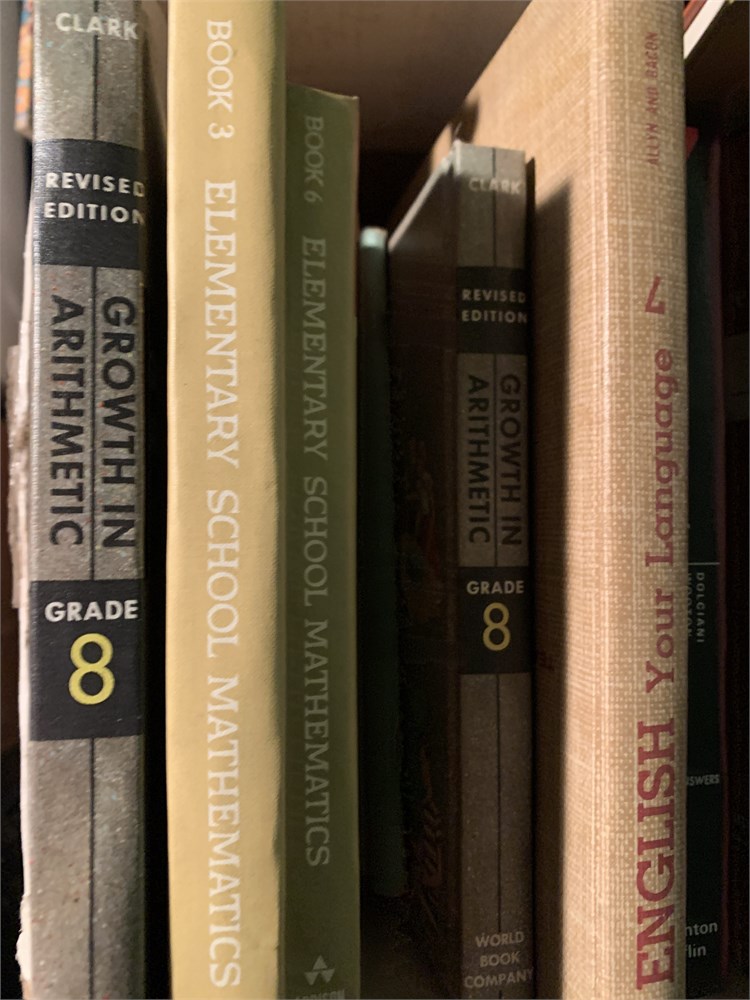 CLARK
REVISED
EDITION
GROWTH IN
ARITHMETIC
GRADE
8
BOOK 3 ELEMENTARY SCHOOL MATHEMATICS
BOOK 6 ELEMENTARY SCHOOL MATHEMATICS
CLARK
REVISED
EDITION
GROWTH IN
ARITHMETIC
GRADE
8
WORLD
BOOK
COMPANY
ENGLISH Your Language 7 ALLYN AND BACON
DOLCIANI